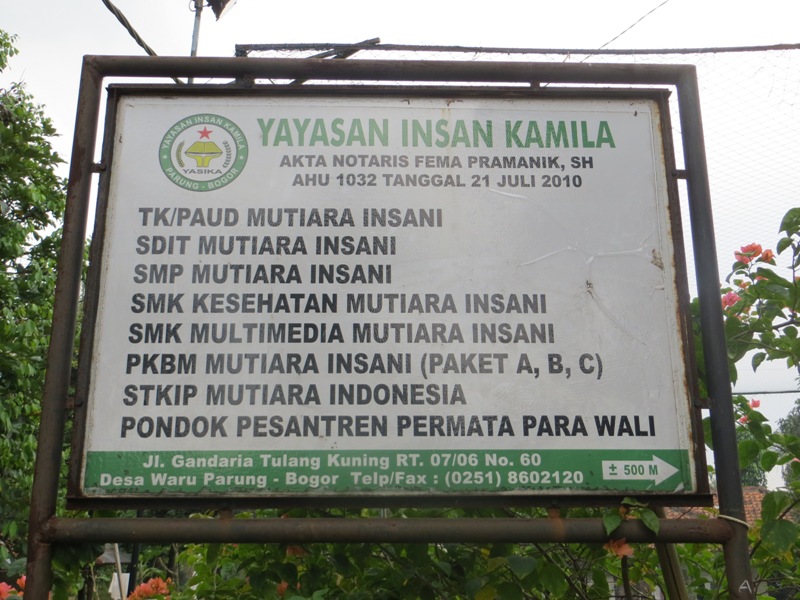 YAYASAN INSAN KAMILA
YASIKA
PARUNG - BOGOR
YAYASAN INSAN KAMILA
AKTA NOTARIS FEMA PRAMANIK, SH
AHU 1032 TANGGAL 21 JULI 2010
TK/PAUD MUTIARA INSANI
SDIT MUTIARA INSANI
SMP MUTIARA INSANI
SMK KESEHATAN MUTIARA INSANI
SMK MULTIMEDIA MUTIARA INSANI
PKBM MUTIARA INSANI (PAKET A, B, C)
STKIP MUTIARA INDONESIA
PONDOK PESANTREN PERMATA PARA WALI
Jl. Gandaria Tulang Kuning RT. 07/06 No. 60
Desa Waru Parung - Bogor Telp/Fax : (0251) 8602120
± 500 M